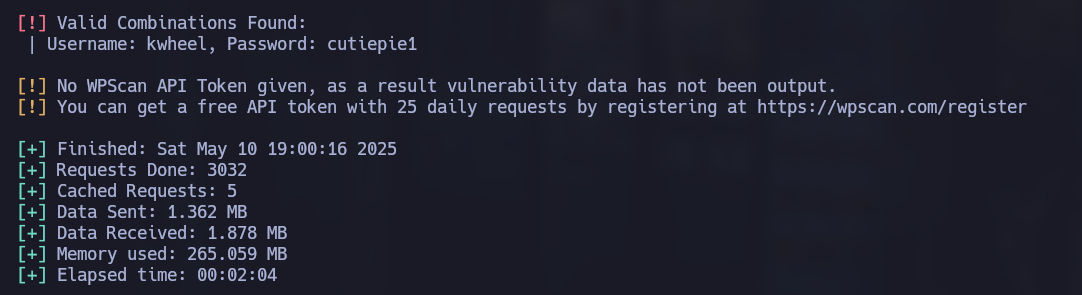 [!] Valid Combinations Found:
| Username: kwheel, Password: cutiepie1
[!] No WPScan API Token given, as a result vulnerability data has not been output.
[!] You can get a free API token with 25 daily requests by registering at https://wpscan.com/register
[+] Finished: Sat May 10 19:00:16 2025
[+] Requests Done: 3032
[+] Cached Requests: 5
[+] Data Sent: 1.362 MB
[+] Data Received: 1.878 MB
[+] Memory used: 265.059 MB
[+] Elapsed time: 00:02:04